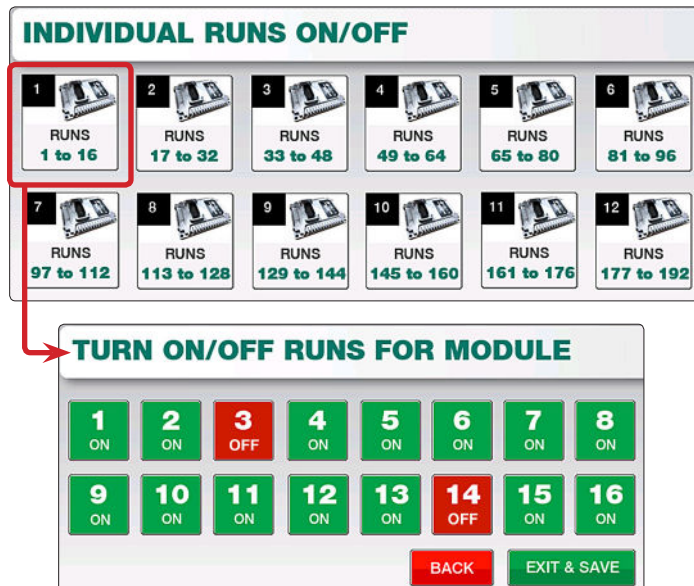 INDIVIDUAL RUNS ON/OFF
1 2 3 4 5 6
RUNS RUNS RUNS RUNS RUNS RUNS
1 to 16 17 to 32 33 to 48 49 to 64 65 to 80 81 to 96
7 8 9 10 11 12
RUNS RUNS RUNS RUNS RUNS RUNS
97 to 112 113 to 128 129 to 144 145 to 160 161 to 176 177 to 192
TURN ON/OFF RUNS FOR MODULE
1 2 3 4 5 6 7 8
ON ON OFF ON ON ON ON ON
9 10 11 12 13 14 15 16
ON ON ON ON ON OFF ON ON
BACK EXIT & SAVE